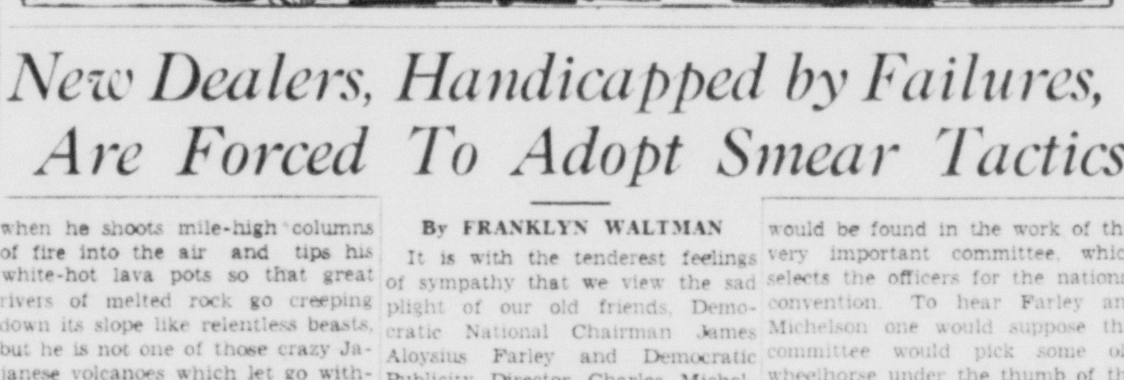 New Dealers, Handicapped by Failures,
Are Forced To Adopt Smear Tactics
when he shoots mile-high columns
of fire into the air and tips his
white-hot lava pots so that great
rivers of melted rock go creeping
down its slope like relentless beasts,
but he is not one of those crazy Ja-
janese volcanoes which let go with-
By FRANKLYN WALTMAN
It is with the tenderest feelings
of sympathy that we view the sad
plight of our old friends, Demo-
cratic National Chairman James
Aloysius Farley and Democratic
Publicity Director Charles Michel-
would be found in the work of th
very important committee, whic
selects the officers for the nation
convention. To hear Farley an
Michelson one would suppose th
committee would pick some ol
wheelhorse under the thumb of th